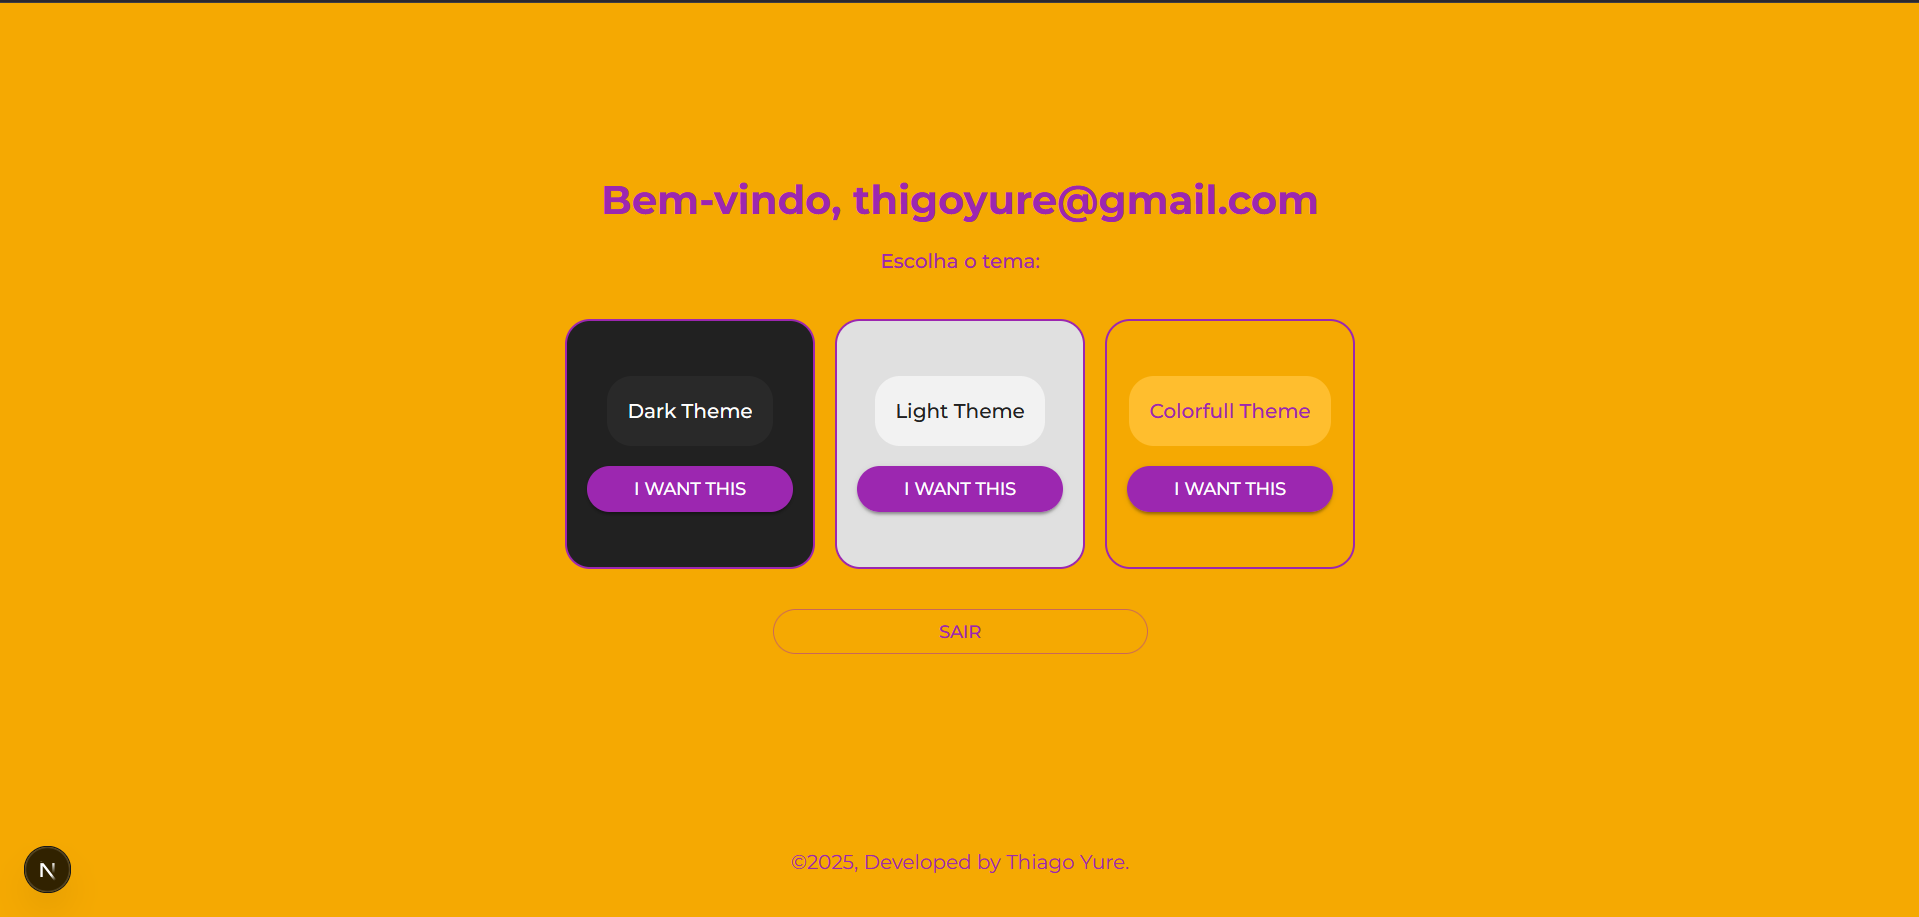 Bem-vindo, thigoyure@gmail.com
Escolha o tema:
Dark Theme
I WANT THIS
Light Theme
I WANT THIS
Colorfull Theme
I WANT THIS
SAIR
©2025, Developed by Thiago Yure.
N